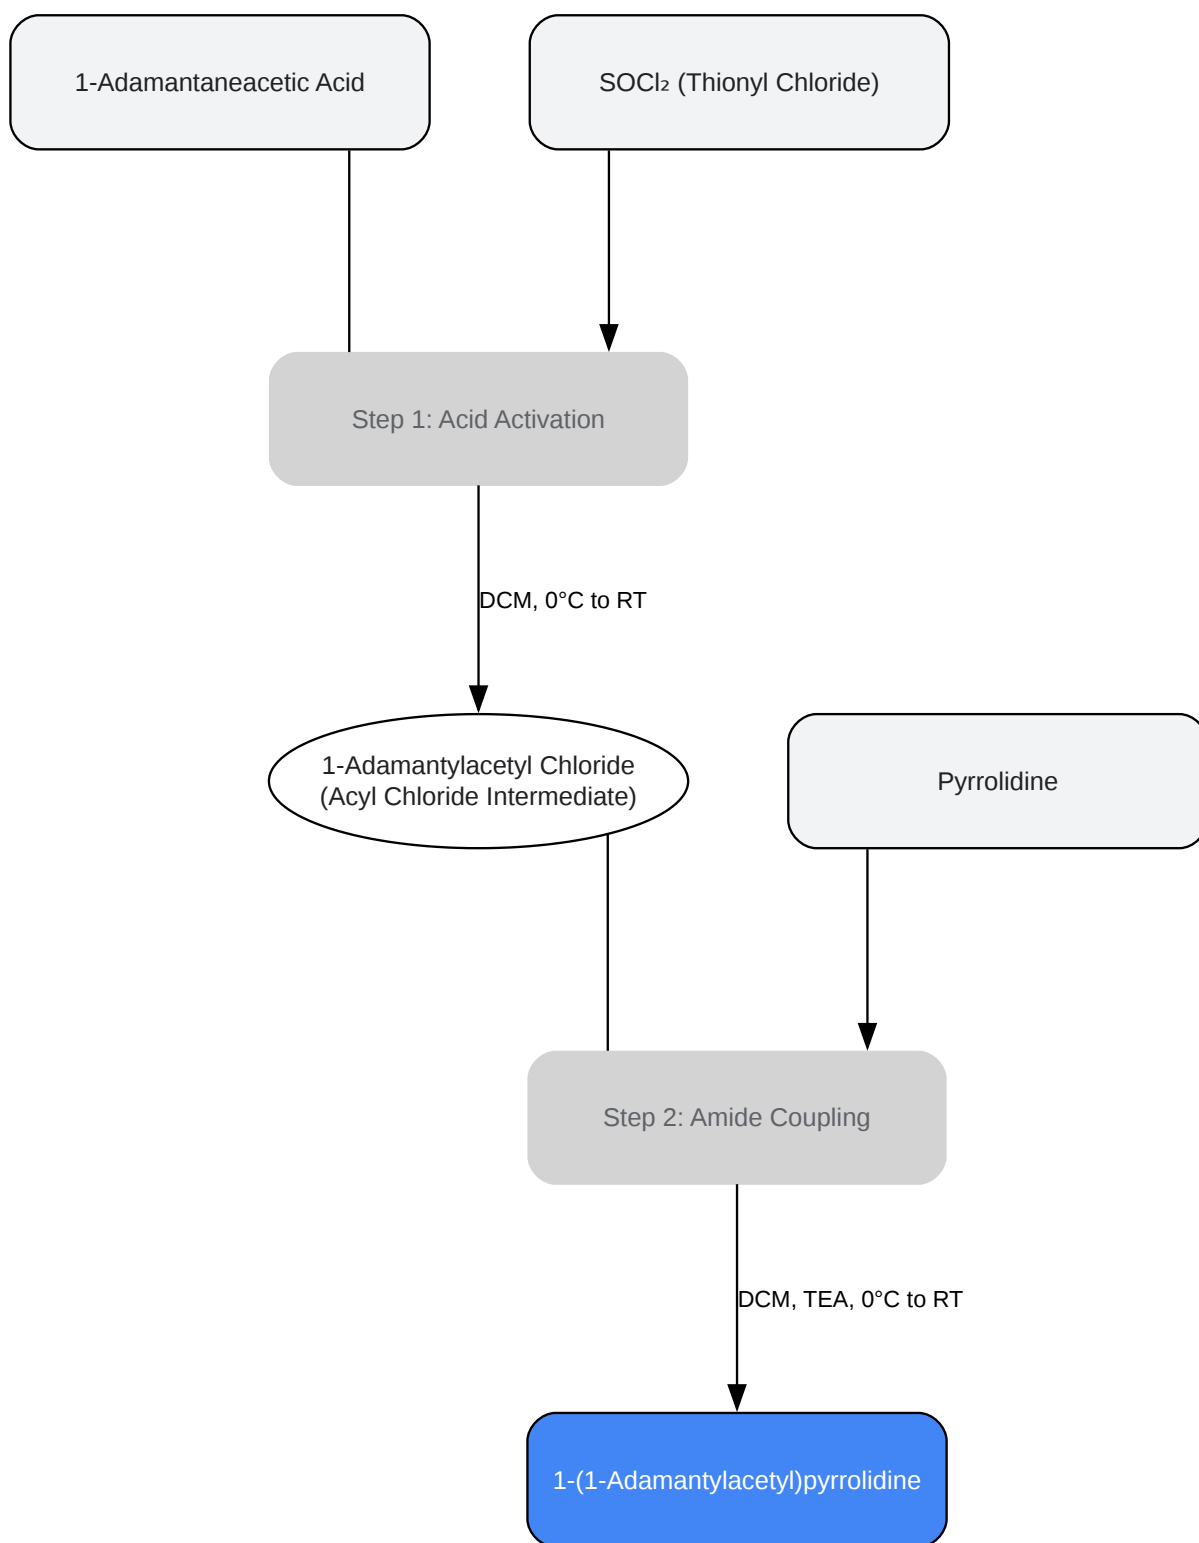 1-Adamantaneacetic Acid
SOCl₂ (Thionyl Chloride)
Step 1: Acid Activation
DCM, 0°C to RT
1-Adamantylacetyl Chloride
(Acyl Chloride Intermediate)
Pyrrolidine
Step 2: Amide Coupling
DCM, TEA, 0°C to RT
1-(1-Adamantylacetyl)pyrrolidine